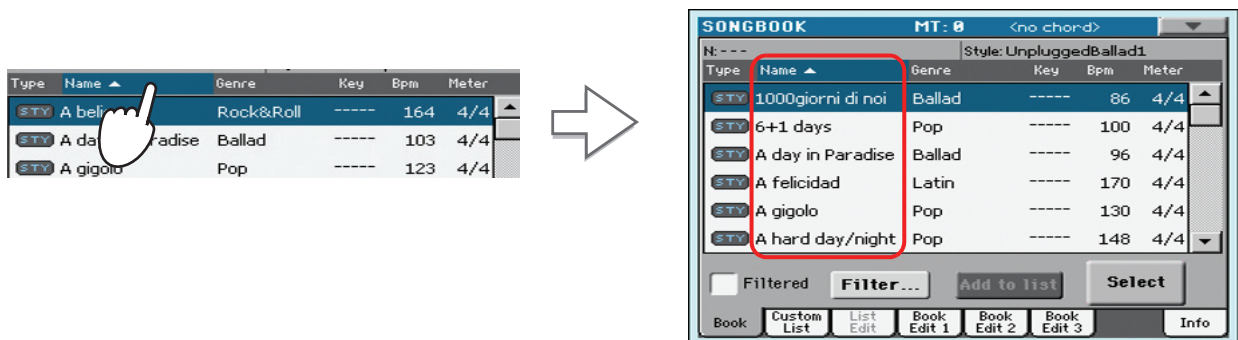 Type Name ▲ Genre Key Bpm Meter
STY A beli Rock&Roll ----- 164 4/4
STY A da radise Ballad 103 4/4
STY A gigolo Pop ----- 123 4/4
SONGBOOK MT: 0 <no chord>
N: --- Style: UnpluggedBallad1
Type Name ▲ Genre Key Bpm Meter
STY 1000giorni di noi Ballad ----- 86 4/4
STY 6+1 days Pop ----- 100 4/4
STY A day in Paradise Ballad ----- 96 4/4
STY A felicidad Latin ----- 170 4/4
STY A gigolo Pop ----- 130 4/4
STY A hard day/night Pop ----- 148 4/4
Filtered Filter... Add to list Select
Book Custom List List Edit Book Edit 1 Book Edit 2 Book Edit 3 Info